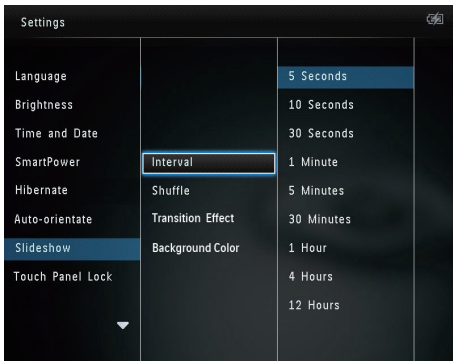 Settings
Language
Brightness
Time and Date
SmartPower
Hibernate
Auto-orientate
Slideshow
Touch Panel Lock
Interval
Shuffle
Transition Effect
Background Color
5 Seconds
10 Seconds
30 Seconds
1 Minute
5 Minutes
30 Minutes
1 Hour
4 Hours
12 Hours